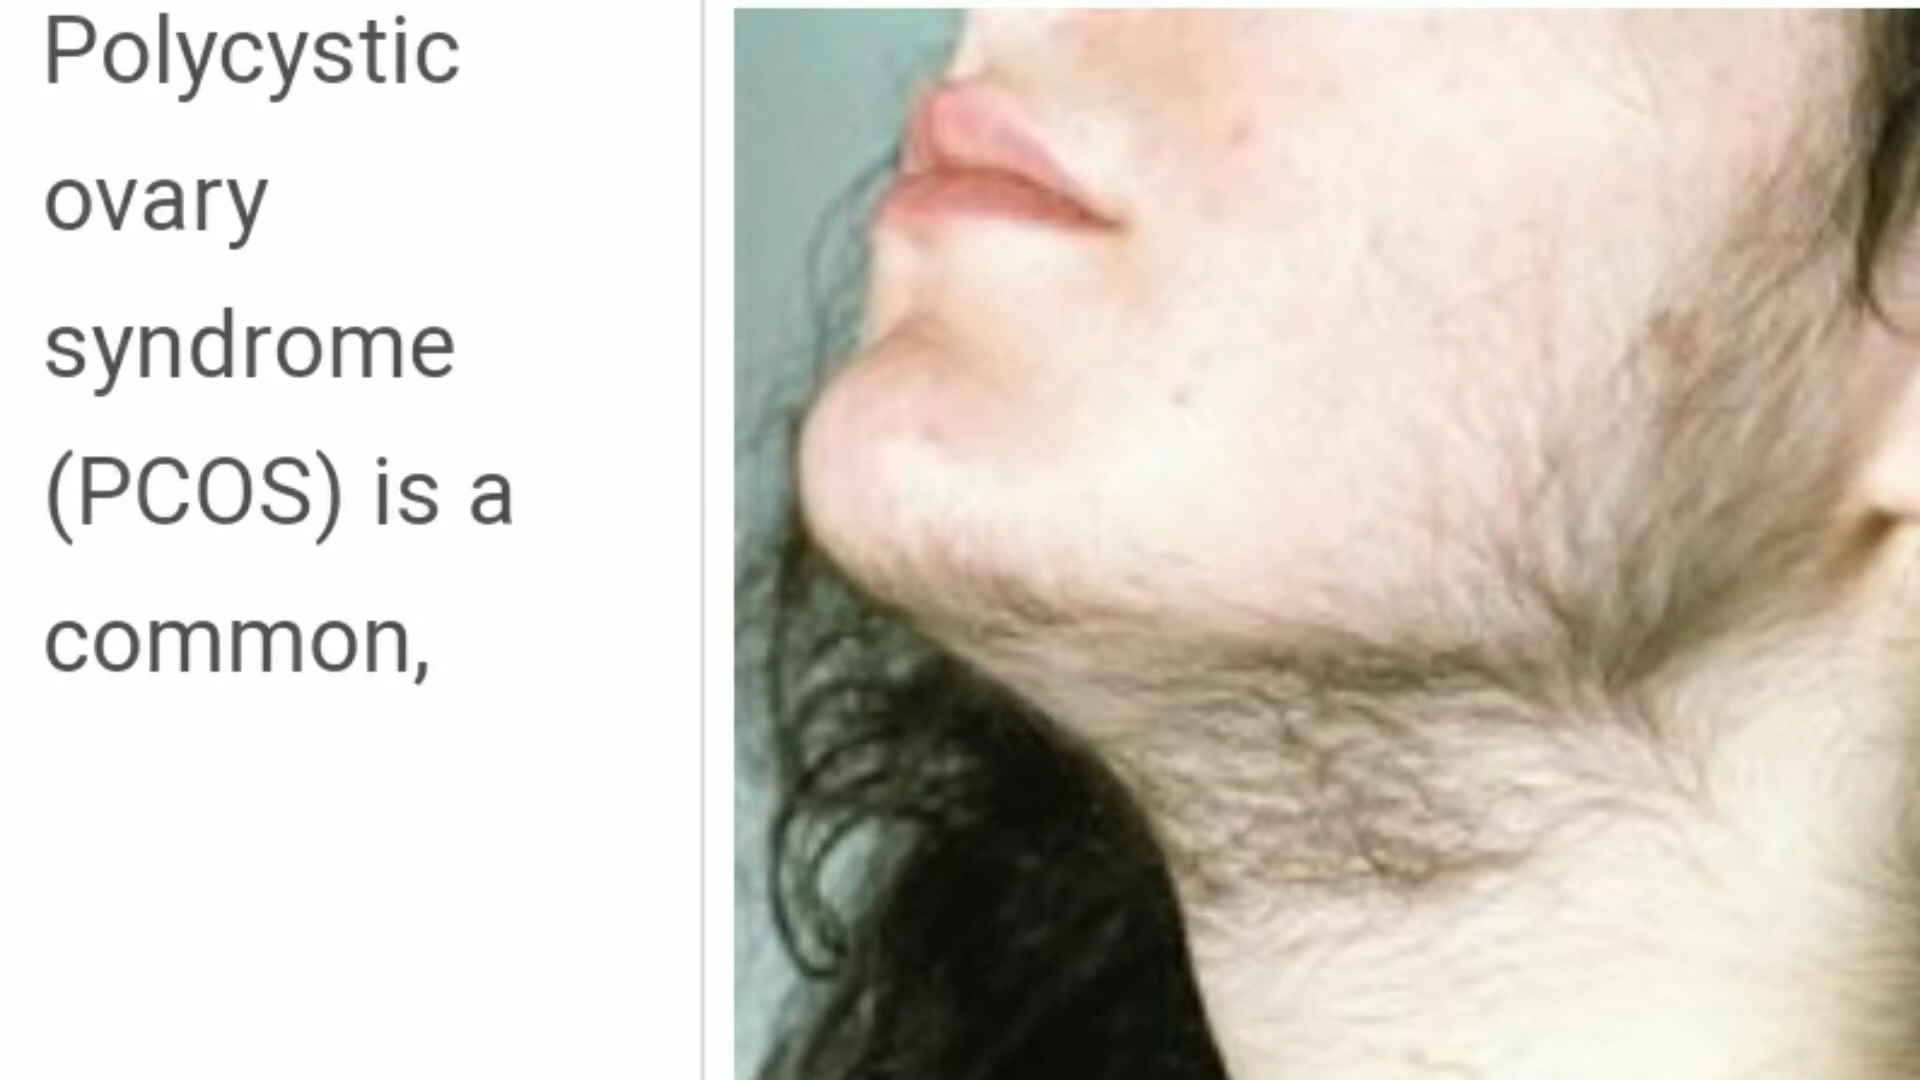 Polycystic
ovary
syndrome
(PCOS) is a
common,